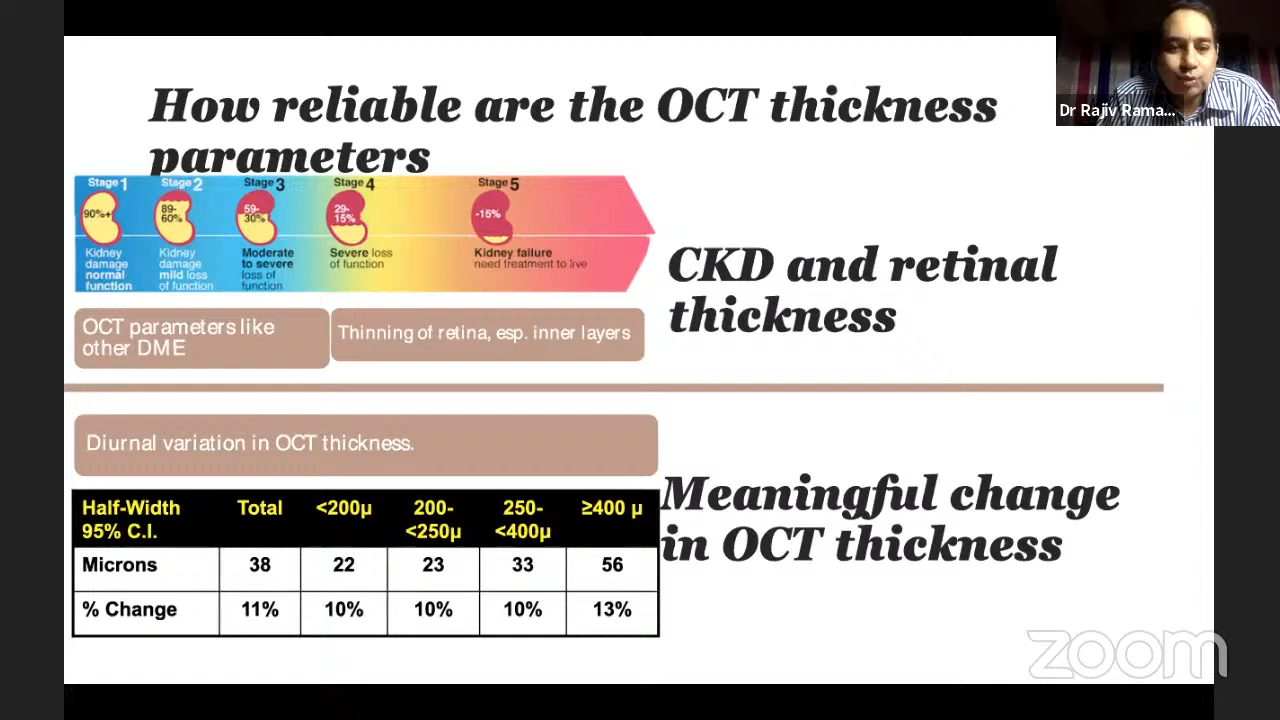 How reliable are the OCT thickness
parameters
Dr Rajiv Rama...
Stage 1
Stage 2
Stage 3
Stage 4
Stage 5
90%+
89-
60%
59-
30%
29-
15%
-15%
Kidney
damage
normal
function
Kidney
damage
mild loss
of function
Moderate
to severe
loss of
function
Severe loss
of function
Kidney failure
need treatment to live
CKD and retinal
thickness
OCT parameters like
other DME
Thinning of retina, esp. inner layers
Diurnal variation in OCT thickness.
Half-Width
95% C.I.
Total
<200µ
200-
<250µ
250-
<400µ
≥400 µ
Microns 38 22 23 33 56
% Change 11% 10% 10% 10% 13%
Meaningful change
in OCT thickness
zoom